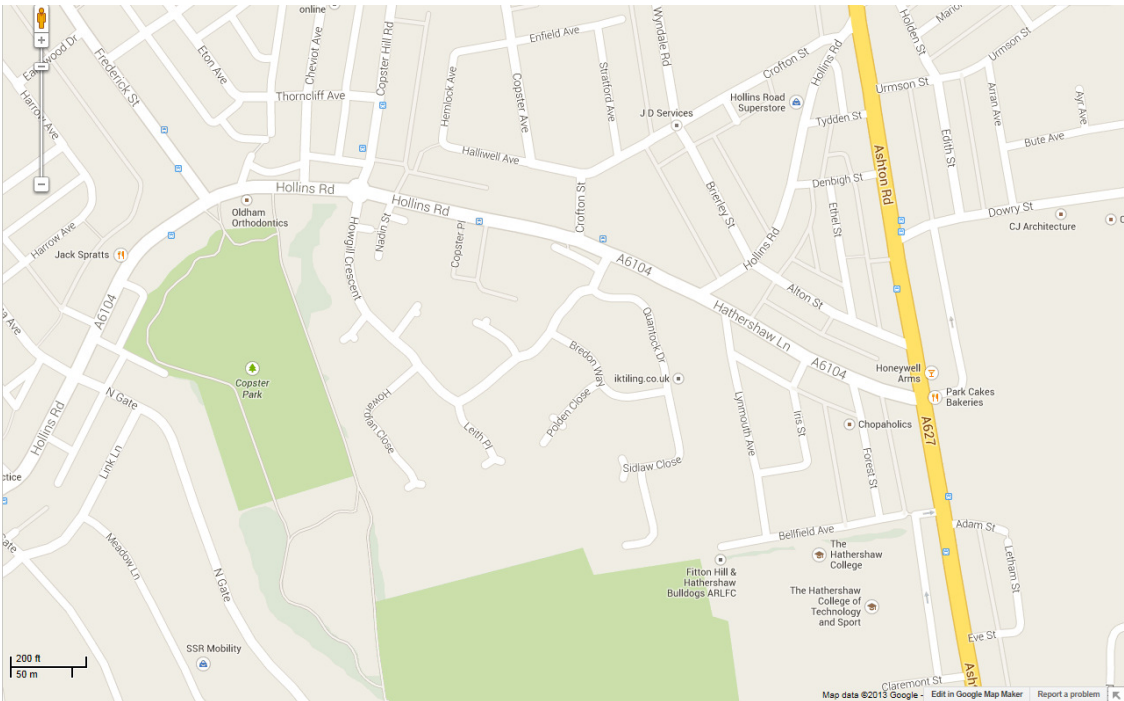 online
Eastwood Dr
Frederick St
Eton Ave
Cheviot Ave
Copster Hill Rd
Enfield Ave
Hemlock Ave
Copster Ave
Stratford Ave
Wyndale Rd
Crofton St
Hollins Rd
Holden St
Urmson St
Urmson St
Thorncliff Ave
Harrow Ave
Hollins Road
Superstore
J D Services
Tydden St
Edith St
Arran Ave
Ayr Ave
Bute Ave
Halliwell Ave
Ashton Rd
Denbigh St
Ethel St
Brierley St
Hollins Rd
Hollins Rd
Oldham
Orthodontics
Howgill Crescent
Nadin St
Copster Pl
Crofton St
Dowry St
CJ Architecture
Harrow Ave
Jack Spratts
A6104
A6104
Hollins Rd
Alton St
Quantock Dr
Hathershaw Ln
A6104
Bredon Way
iktiling.co.uk
Honeywell
Arms
Park Cakes
Bakeries
A627
Copster
Park
N Gate
Hollins Rd
Link Ln
Leith Pl
Polden Close
Lynmouth Ave
Iris St
Chopaholics
Forest St
Sidlaw Close
Bellfield Ave
Adam St
Letham St
The
Hathershaw
College
Fitton Hill &
Hathershaw
Bulldogs ARLFC
The Hathershaw
College of
Technology
and Sport
Meadow Ln
N Gate
SSR Mobility
Eve St
Claremont St
200 ft
50 m
Map data ©2013 Google -
Edit in Google Map Maker
Report a problem